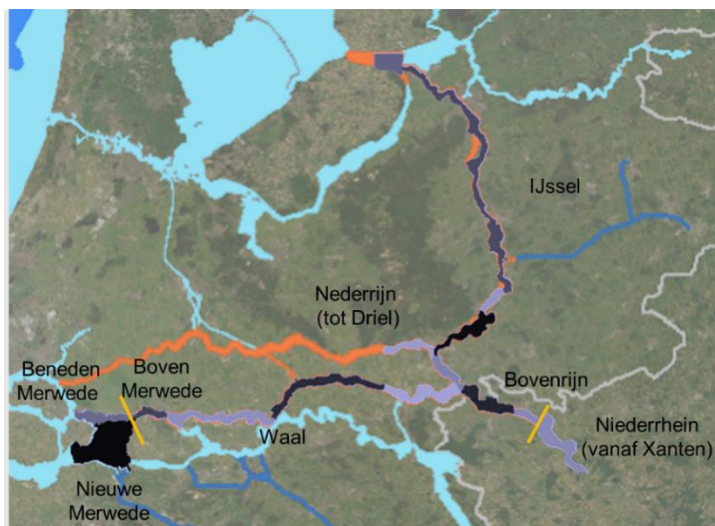 IJssel
Nederrijn
(tot Driel)
Beneden
Merwede
Boven
Merwede
Bovenrijn
Waal
Niederrhein
(vanaf Xanten)
Nieuwe
Merwede